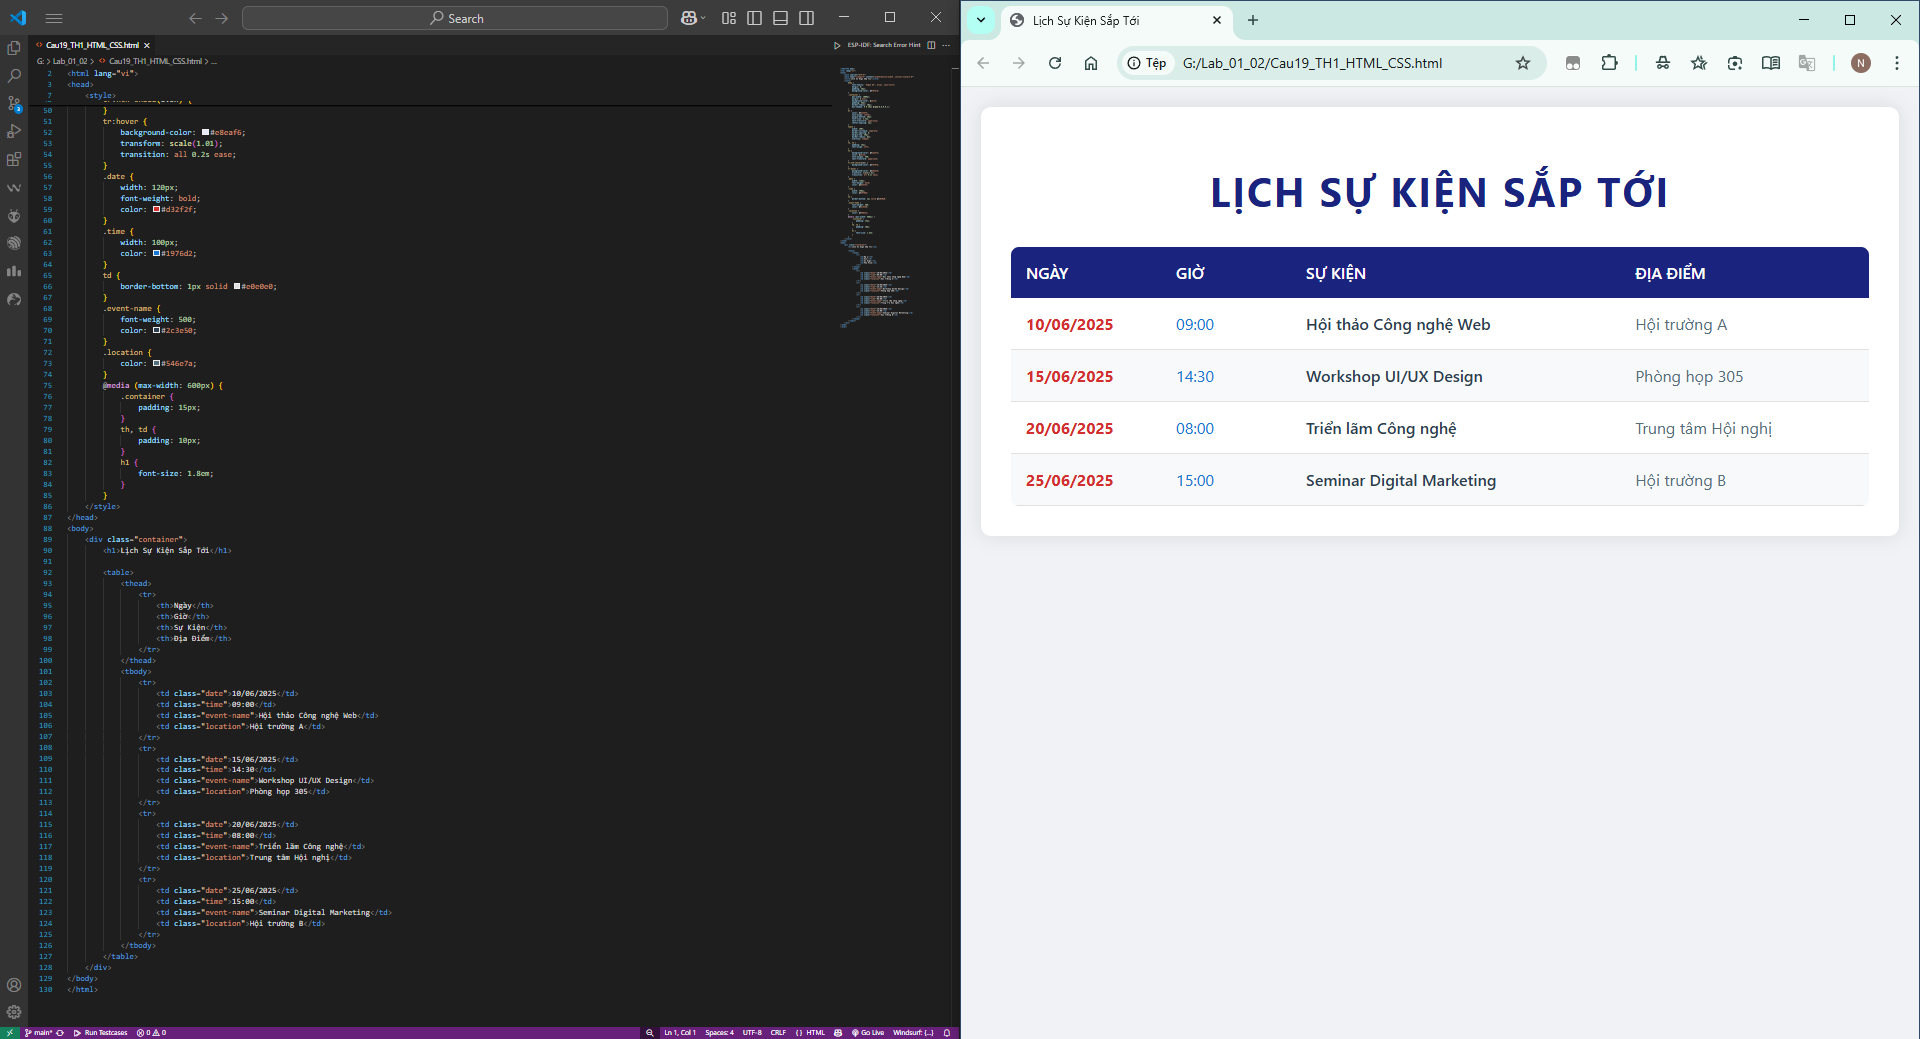 Search
Cau19_TH1_HTML_CSS.html
ESP-IDF: Search Error Hint
G: > Lab_01_02 > <> Cau19_TH1_HTML_CSS.html > ...
2 <html lang="vi">
3 <head>
7 <style>
50 }
51 tr:hover {
52 background-color: #e8eaf6;
53 transform: scale(1.01);
54 transition: all 0.2s ease;
55 }
56 .date {
57 width: 120px;
58 font-weight: bold;
59 color: #d32f2f;
60 }
61 .time {
62 width: 100px;
63 color: #1976d2;
64 }
65 td {
66 border-bottom: 1px solid #e0e0e0;
67 }
68 .event-name {
69 font-weight: 500;
70 color: #2c3e50;
71 }
72 .location {
73 color: #546e7a;
74 }
75 @media (max-width: 600px) {
76 .container {
77 padding: 15px;
78 }
79 th, td {
80 padding: 10px;
81 }
82 h1 {
83 font-size: 1.8em;
84 }
85 }
86 </style>
87 </head>
88 <body>
89 <div class="container">
90 <h1>Lịch Sự Kiện Sắp Tới</h1>
91
92 <table>
93 <thead>
94 <tr>
95 <th>Ngày</th>
96 <th>Giờ</th>
97 <th>Sự Kiện</th>
98 <th>Địa Điểm</th>
99 </tr>
100 </thead>
101 <tbody>
102 <tr>
103 <td class="date">10/06/2025</td>
104 <td class="time">09:00</td>
105 <td class="event-name">Hội thảo Công nghệ Web</td>
106 <td class="location">Hội trường A</td>
107 </tr>
108 <tr>
109 <td class="date">15/06/2025</td>
110 <td class="time">14:30</td>
111 <td class="event-name">Workshop UI/UX Design</td>
112 <td class="location">Phòng họp 305</td>
113 </tr>
114 <tr>
115 <td class="date">20/06/2025</td>
116 <td class="time">08:00</td>
117 <td class="event-name">Triển lãm Công nghệ</td>
118 <td class="location">Trung tâm Hội nghị</td>
119 </tr>
120 <tr>
121 <td class="date">25/06/2025</td>
122 <td class="time">15:00</td>
123 <td class="event-name">Seminar Digital Marketing</td>
124 <td class="location">Hội trường B</td>
125 </tr>
126 </tbody>
127 </table>
128 </div>
129 </body>
130 </html>
main* Run Testcases 0 0 Ln 1, Col 1 Spaces: 4 UTF-8 CRLF {} HTML Go Live Windsurf: {...}
Lịch Sự Kiện Sắp Tới
Tệp G:/Lab_01_02/Cau19_TH1_HTML_CSS.html N
LỊCH SỰ KIỆN SẮP TỚI
NGÀY GIỜ SỰ KIỆN ĐỊA ĐIỂM
10/06/2025 09:00 Hội thảo Công nghệ Web Hội trường A
15/06/2025 14:30 Workshop UI/UX Design Phòng họp 305
20/06/2025 08:00 Triển lãm Công nghệ Trung tâm Hội nghị
25/06/2025 15:00 Seminar Digital Marketing Hội trường B